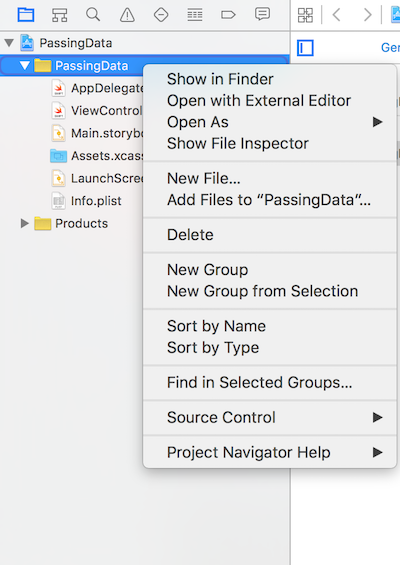 PassingData
PassingData
AppDelegate
ViewControl
Main.storybo
Assets.xcass
LaunchScree
Info.plist
Products
Show in Finder
Open with External Editor
Open As
Show File Inspector
New File...
Add Files to “PassingData”...
Delete
New Group
New Group from Selection
Sort by Name
Sort by Type
Find in Selected Groups...
Source Control
Project Navigator Help
Gen